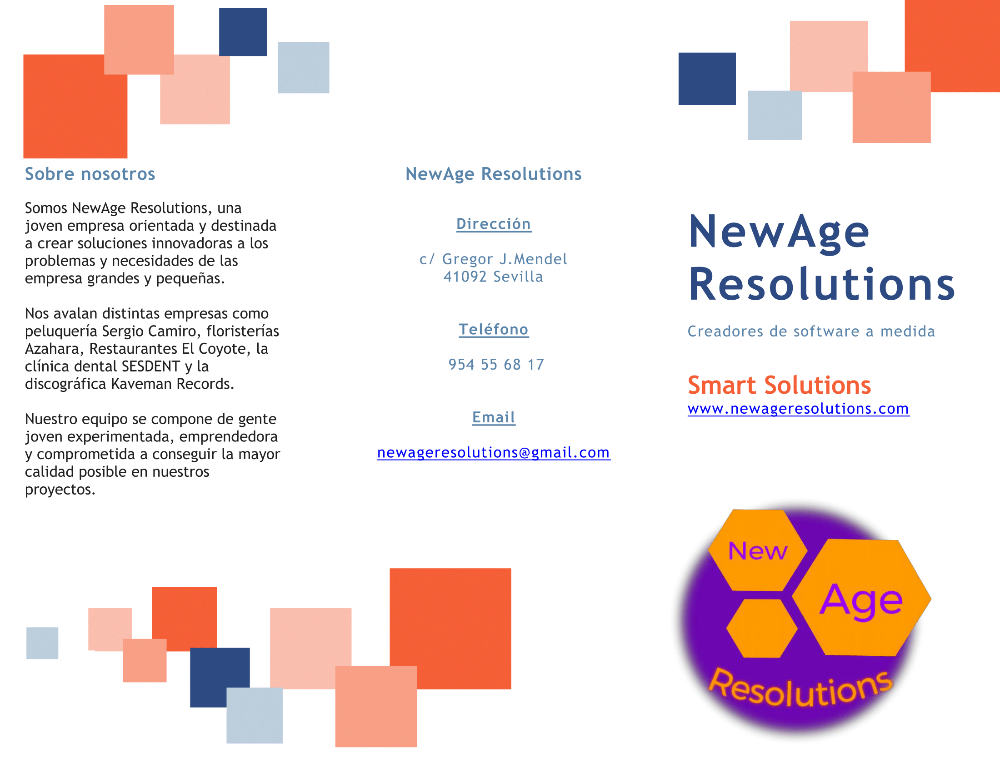 Sobre nosotros
Somos NewAge Resolutions, una
joven empresa orientada y destinada
a crear soluciones innovadoras a los
problemas y necesidades de las
empresa grandes y pequeñas.
Nos avalan distintas empresas como
peluquería Sergio Camiro, floristerías
Azahara, Restaurantes El Coyote, la
clínica dental SESDENT y la
discográfica Kaveman Records.
Nuestro equipo se compone de gente
joven experimentada, emprendedora
y comprometida a conseguir la mayor
calidad posible en nuestros
proyectos.
NewAge Resolutions
Dirección
c/ Gregor J.Mendel
41092 Sevilla
Teléfono
954 55 68 17
Email
newageresolutions@gmail.com
NewAge
Resolutions
Creadores de software a medida
Smart Solutions
www.newageresolutions.com
New
Age
Resolutions